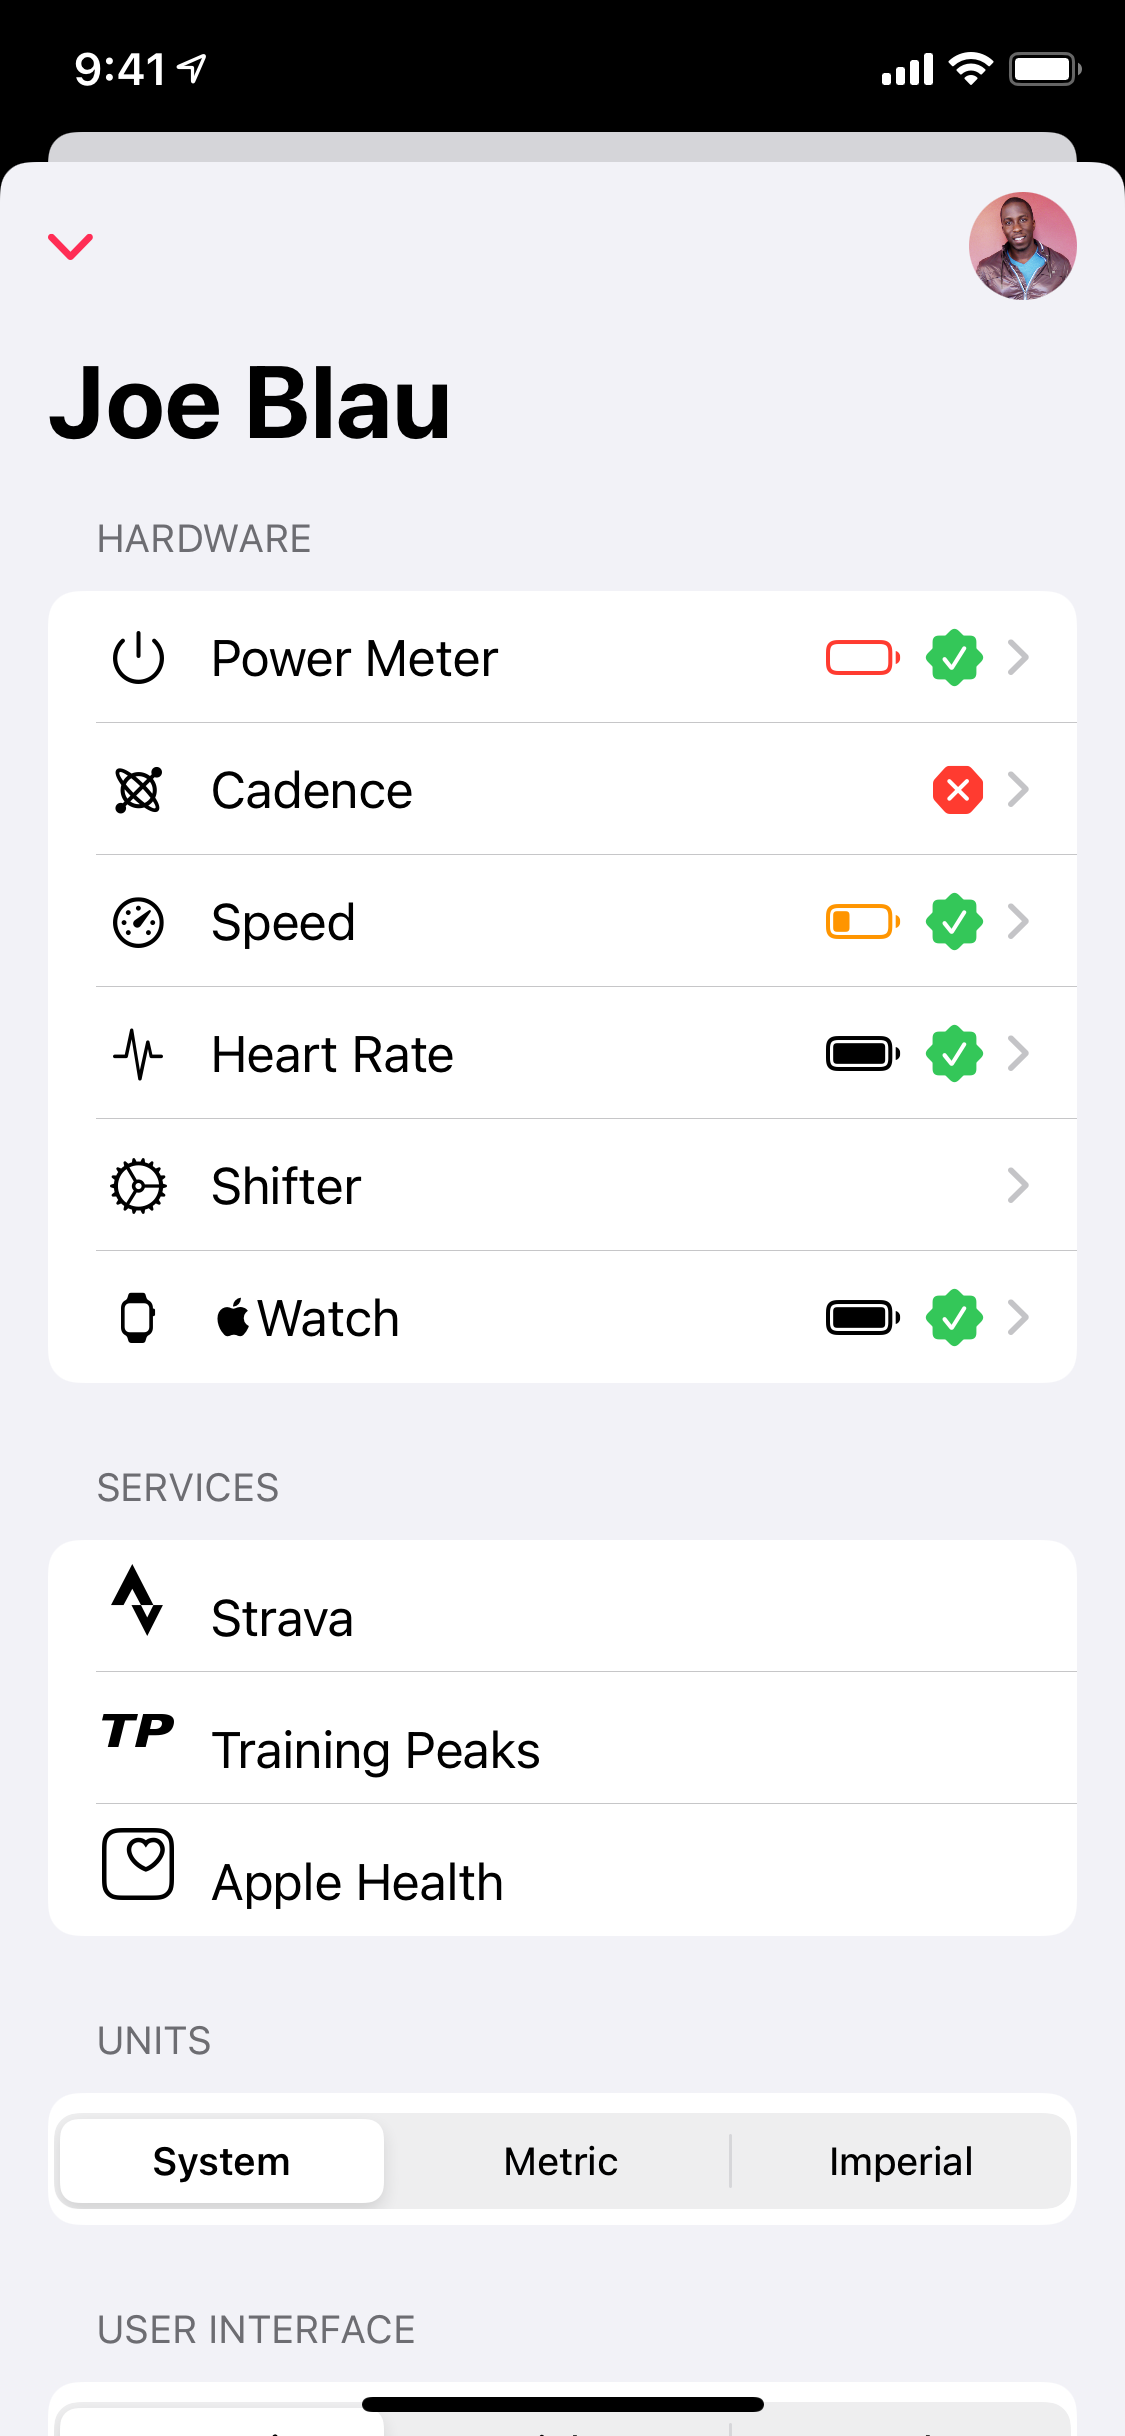 9:41
Joe Blau
HARDWARE
Power Meter
Cadence
Speed
Heart Rate
Shifter
Watch
SERVICES
Strava
TP
Training Peaks
Apple Health
UNITS
System
Metric
Imperial
USER INTERFACE